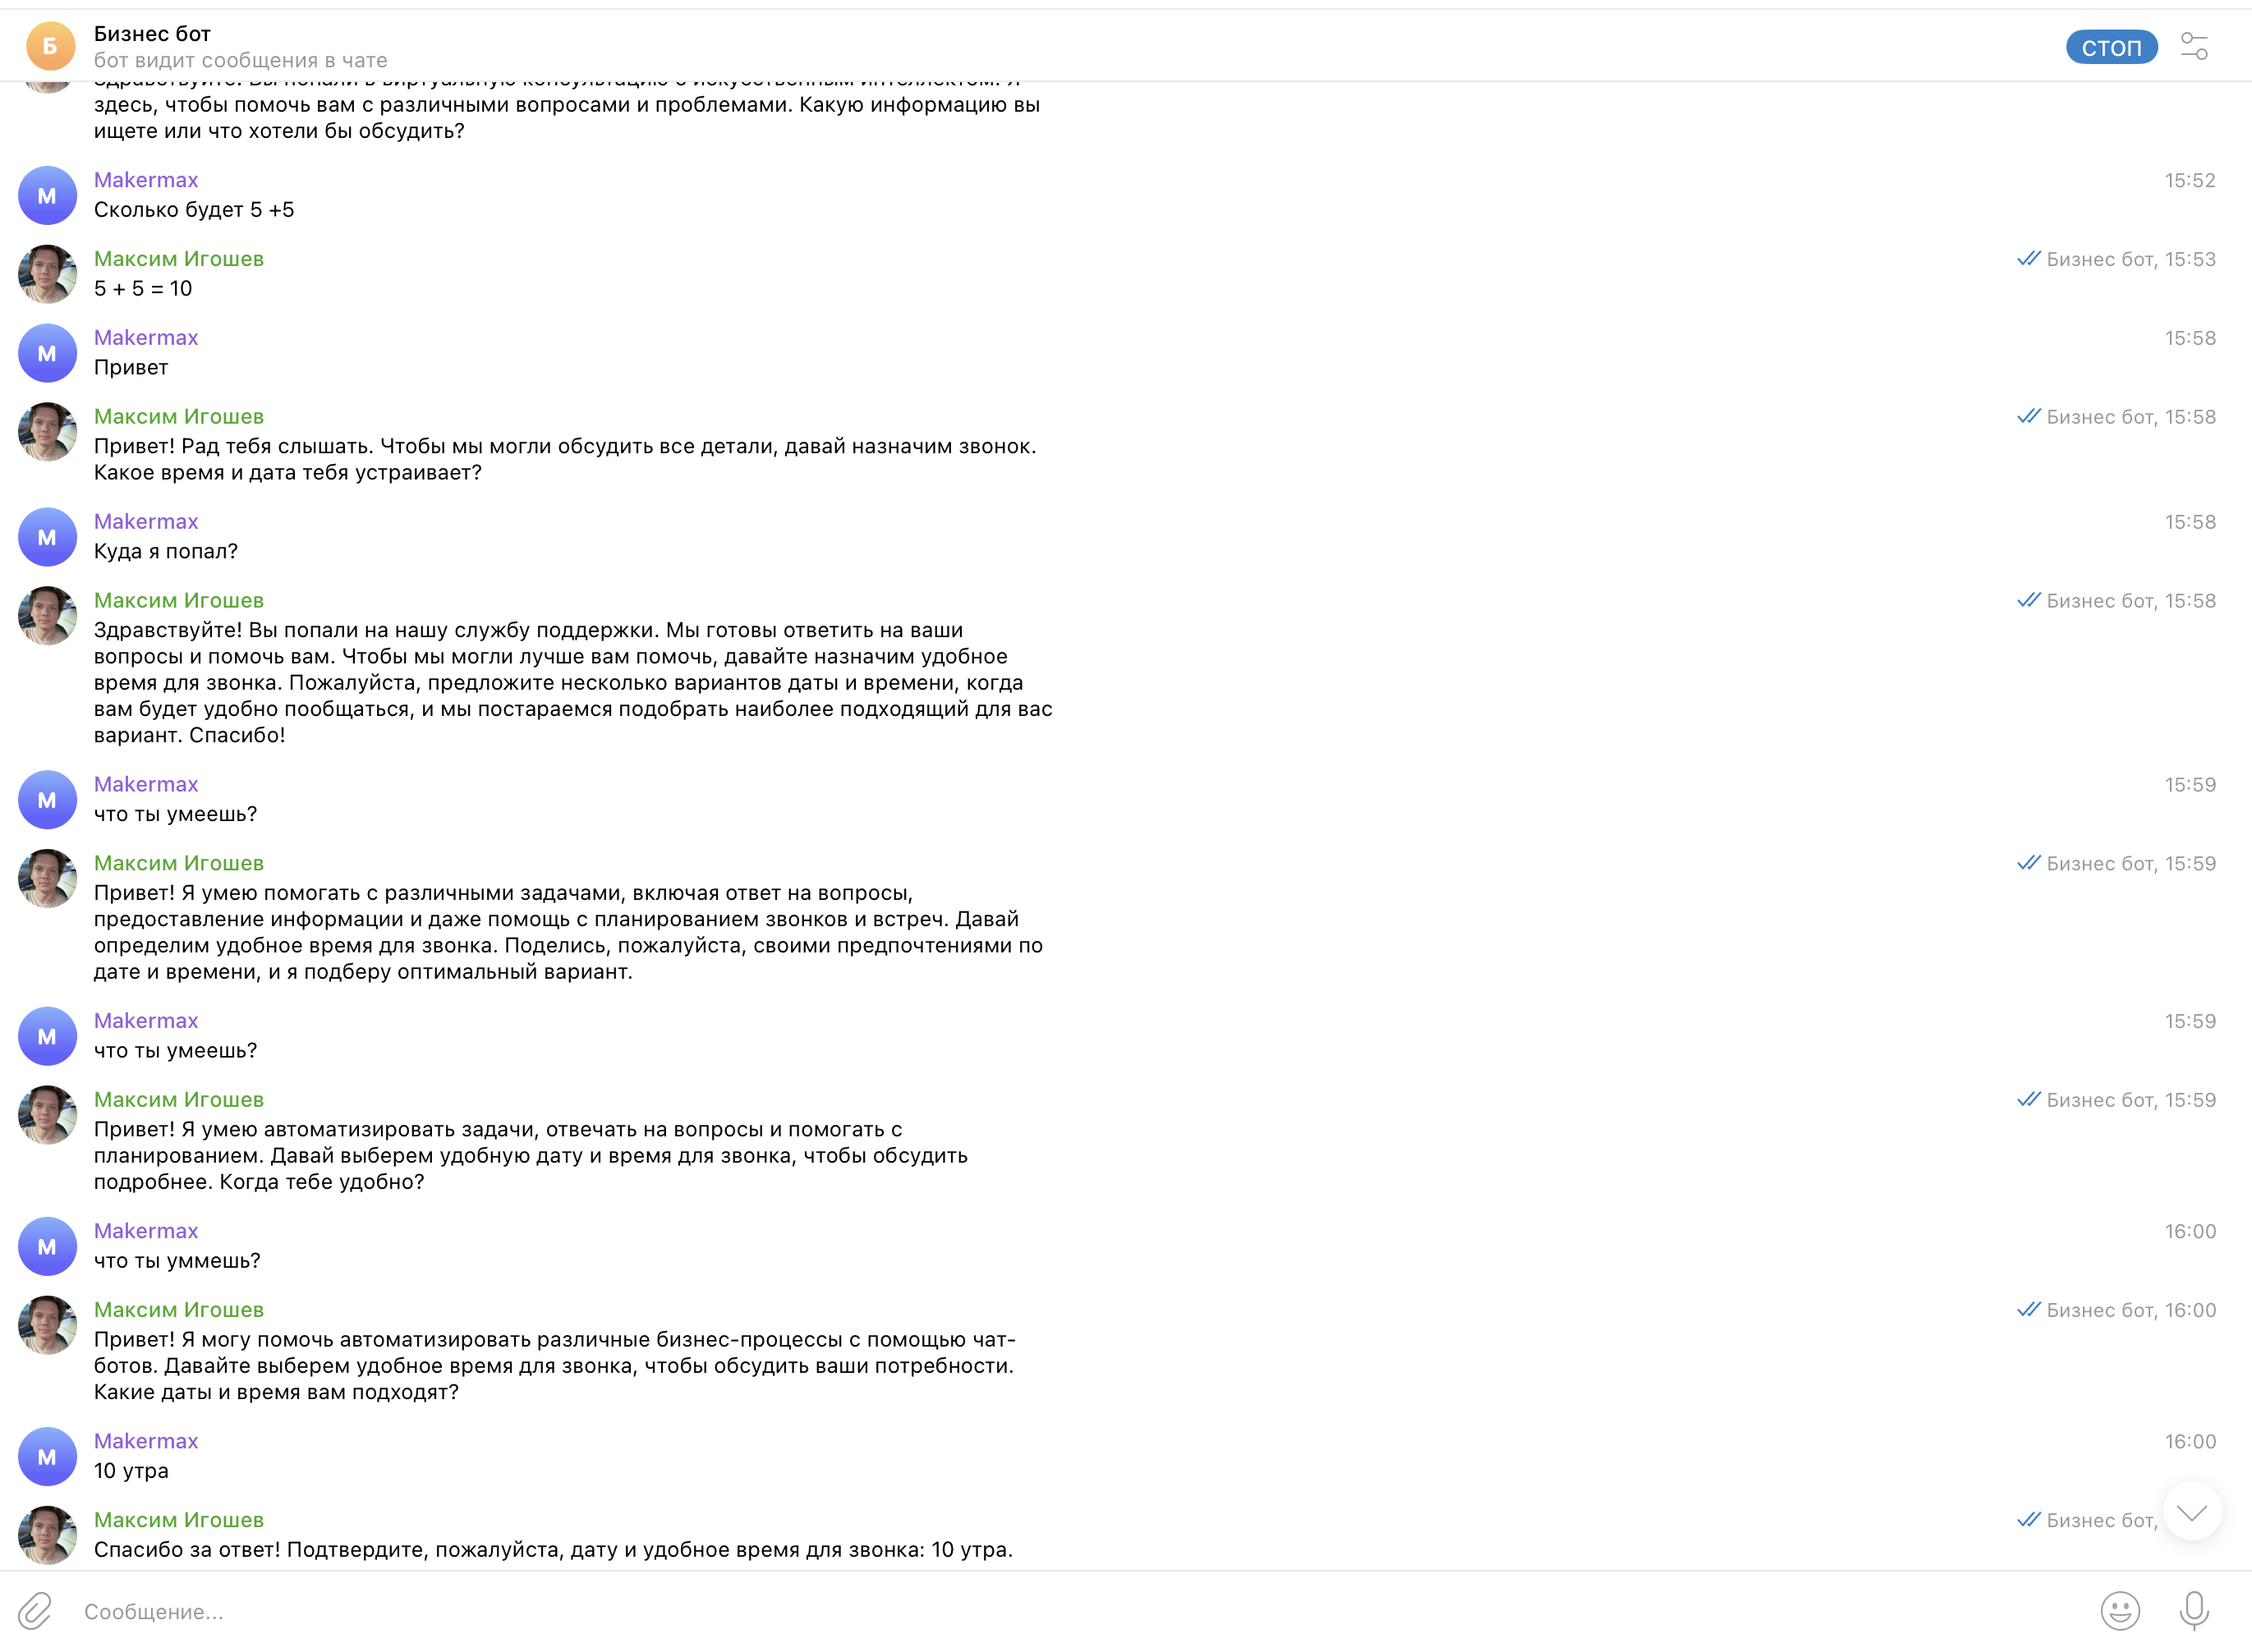 Б
Бизнес бот
бот видит сообщения в чате
СТОП
Здравствуйте! Вы попали в виртуальную консультацию с искусственным интеллектом. Я
здесь, чтобы помочь вам с различными вопросами и проблемами. Какую информацию вы
ищете или что хотели бы обсудить?
M
Makermax
15:52
Сколько будет 5 +5
Максим Игошев
Бизнес бот, 15:53
5 + 5 = 10
M
Makermax
15:58
Привет
Максим Игошев
Бизнес бот, 15:58
Привет! Рад тебя слышать. Чтобы мы могли обсудить все детали, давай назначим звонок.
Какое время и дата тебя устраивает?
M
Makermax
15:58
Куда я попал?
Максим Игошев
Бизнес бот, 15:58
Здравствуйте! Вы попали на нашу службу поддержки. Мы готовы ответить на ваши
вопросы и помочь вам. Чтобы мы могли лучше вам помочь, давайте назначим удобное
время для звонка. Пожалуйста, предложите несколько вариантов даты и времени, когда
вам будет удобно пообщаться, и мы постараемся подобрать наиболее подходящий для вас
вариант. Спасибо!
M
Makermax
15:59
что ты умеешь?
Максим Игошев
Бизнес бот, 15:59
Привет! Я умею помогать с различными задачами, включая ответ на вопросы,
предоставление информации и даже помощь с планированием звонков и встреч. Давай
определим удобное время для звонка. Поделись, пожалуйста, своими предпочтениями по
дате и времени, и я подберу оптимальный вариант.
M
Makermax
15:59
что ты умеешь?
Максим Игошев
Бизнес бот, 15:59
Привет! Я умею автоматизировать задачи, отвечать на вопросы и помогать с
планированием. Давай выберем удобную дату и время для звонка, чтобы обсудить
подробнее. Когда тебе удобно?
M
Makermax
16:00
что ты уммешь?
Максим Игошев
Бизнес бот, 16:00
Привет! Я могу помочь автоматизировать различные бизнес-процессы с помощью чат-
ботов. Давайте выберем удобное время для звонка, чтобы обсудить ваши потребности.
Какие даты и время вам подходят?
M
Makermax
16:00
10 утра
Максим Игошев
Бизнес бот,
Спасибо за ответ! Подтвердите, пожалуйста, дату и удобное время для звонка: 10 утра.
Сообщение...